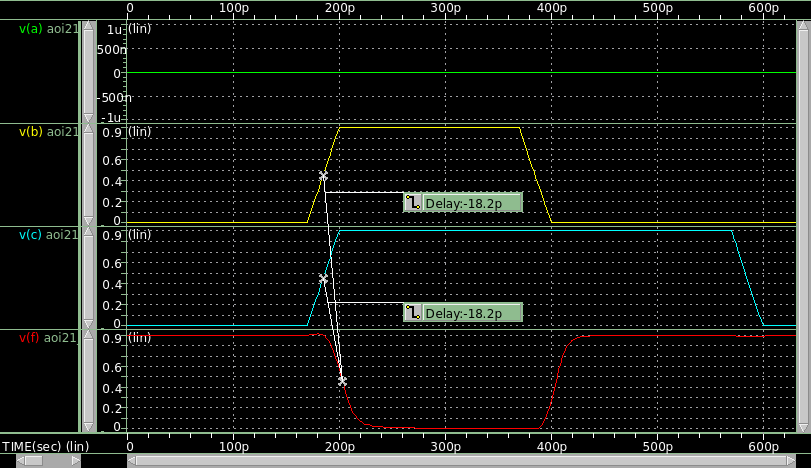 0 100p 200p 300p 400p 500p 600p
v(a) aoi21 1u (lin)
500n
0
-500n
-1u
v(b) aoi21 0.9 (lin)
0.6
0.4
0.2
0
Delay:-18.2p
v(c) aoi21 0.9 (lin)
0.6
0.4
0.2
0
Delay:-18.2p
v(f) aoi21 0.9 (lin)
0.6
0.4
0.2
0
TIME(sec) (lin) 0 100p 200p 300p 400p 500p 600p